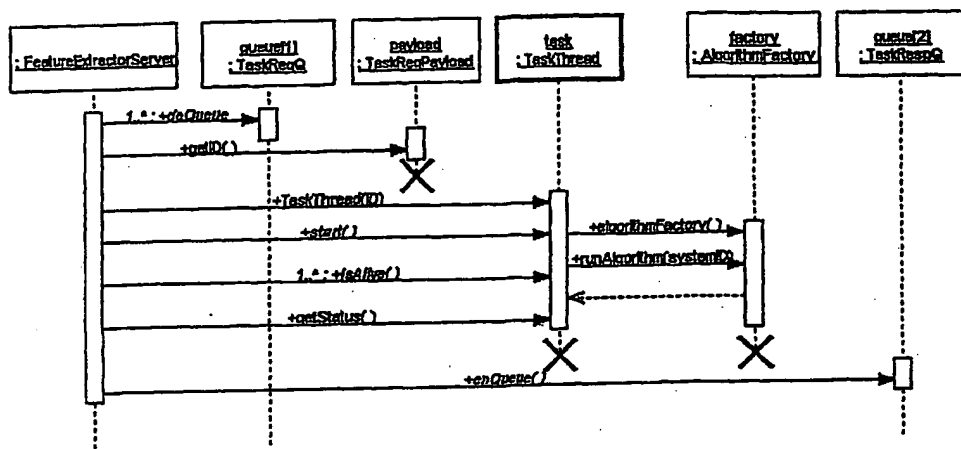 : FeatureExtractorServer
queue[1]
: TaskReqQ
payload
: TaskReqPayload
task
: TaskThread
factory
: AlgorithmFactory
queue[2]
: TaskRespQ
1..* : +deQueue
+getID( )
+TaskThread(ID)
+algorithmFactory( )
+start( )
+runAlgorithm(systemID)
1..* : +isAlive( )
+getStatus( )
+enQueue( )